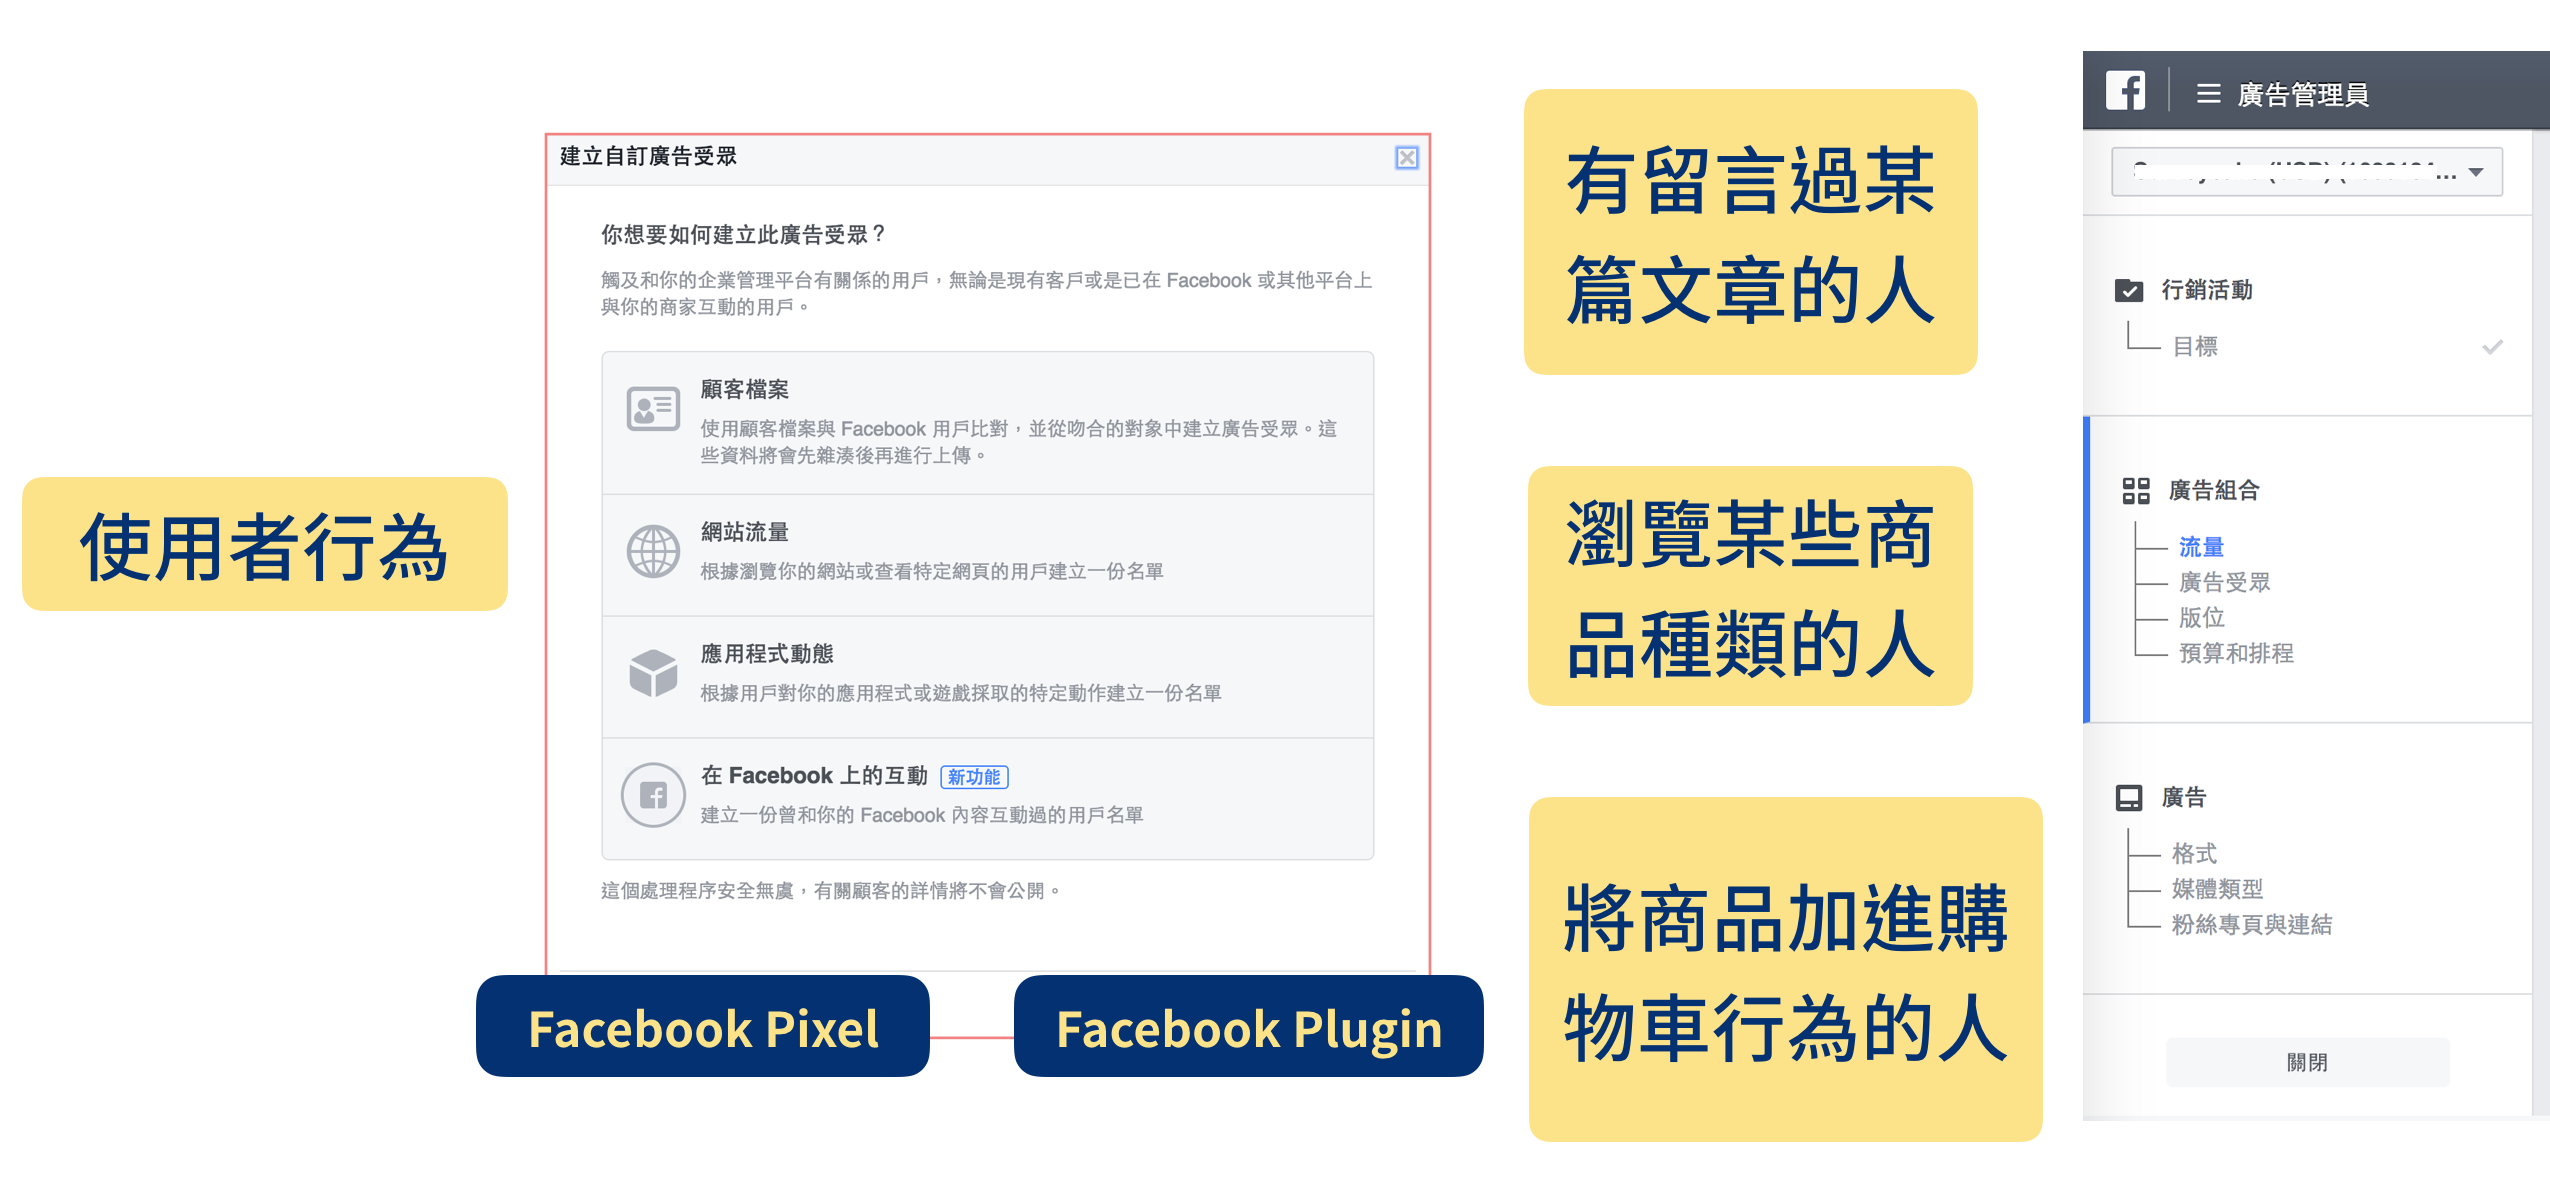 使用者行為
建立自訂廣告受眾
你想要如何建立此廣告受眾？
觸及和你的企業管理平台有關係的用戶，無論是現有客戶或是已在 Facebook 或其他平台上
與你的商家互動的用戶。
顧客檔案
使用顧客檔案與 Facebook 用戶比對，並從吻合的對象中建立廣告受眾。這
些資料將會先雜湊後再進行上傳。
網站流量
根據瀏覽你的網站或查看特定網頁的用戶建立一份名單
應用程式動態
根據用戶對你的應用程式或遊戲採取的特定動作建立一份名單
在 Facebook 上的互動 新功能
建立一份曾和你的 Facebook 內容互動過的用戶名單
這個處理程序安全無虞，有關顧客的詳情將不會公開。
Facebook Pixel
Facebook Plugin
有留言過某
篇文章的人
瀏覽某些商
品種類的人
將商品加進購
物車行為的人
廣告管理員
行銷活動
目標
廣告組合
流量
廣告受眾
版位
預算和排程
廣告
格式
媒體類型
粉絲專頁與連結
關閉